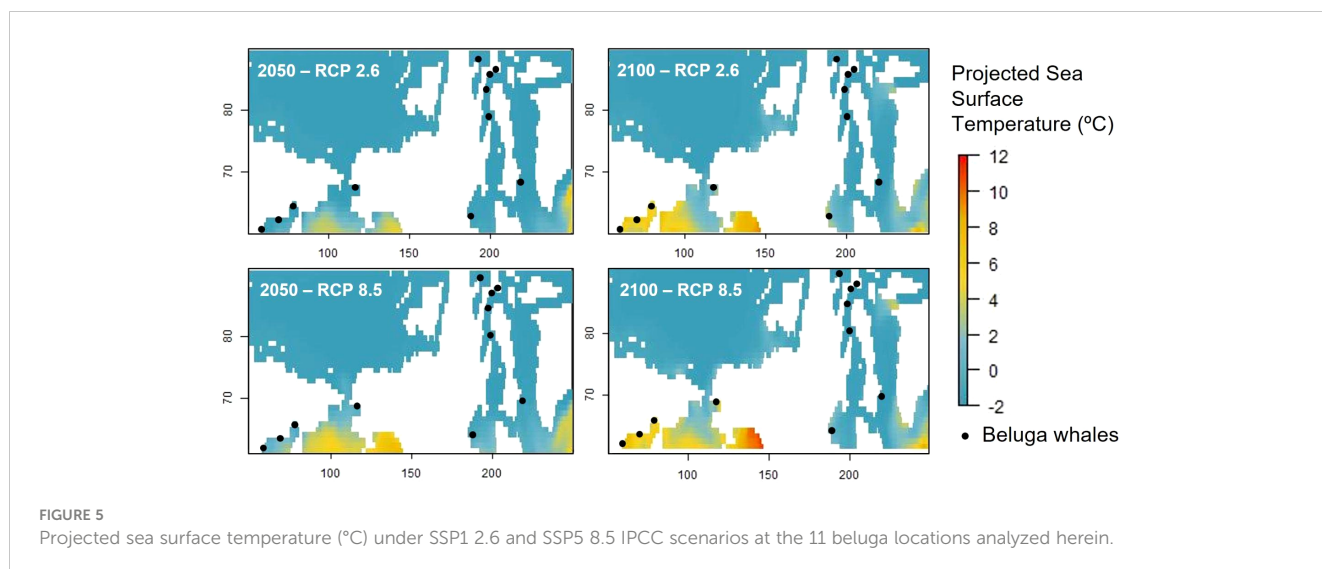 2050 – RCP 2.6
2100 – RCP 2.6
80
70
100
150
200
80
70
100
150
200
2050 – RCP 8.5
2100 – RCP 8.5
80
70
100
150
200
80
70
100
150
200
Projected Sea
Surface
Temperature (ºC)
12
10
8
6
4
2
0
-2
Beluga whales
FIGURE 5
Projected sea surface temperature (°C) under SSP1 2.6 and SSP5 8.5 IPCC scenarios at the 11 beluga locations analyzed herein.